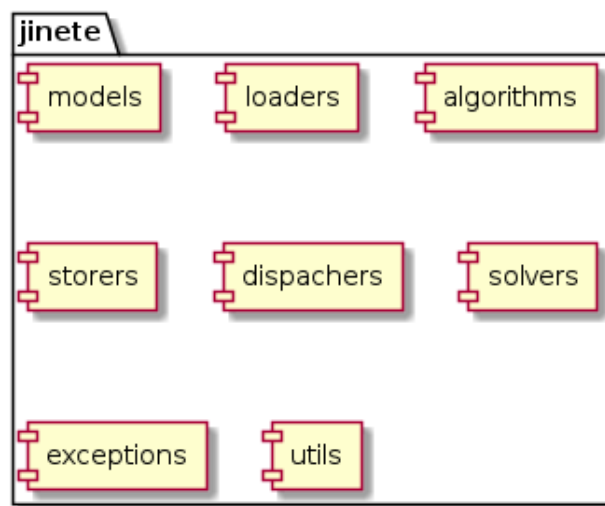 jinete
models loaders algorithms
storers dispachers solvers
exceptions utils